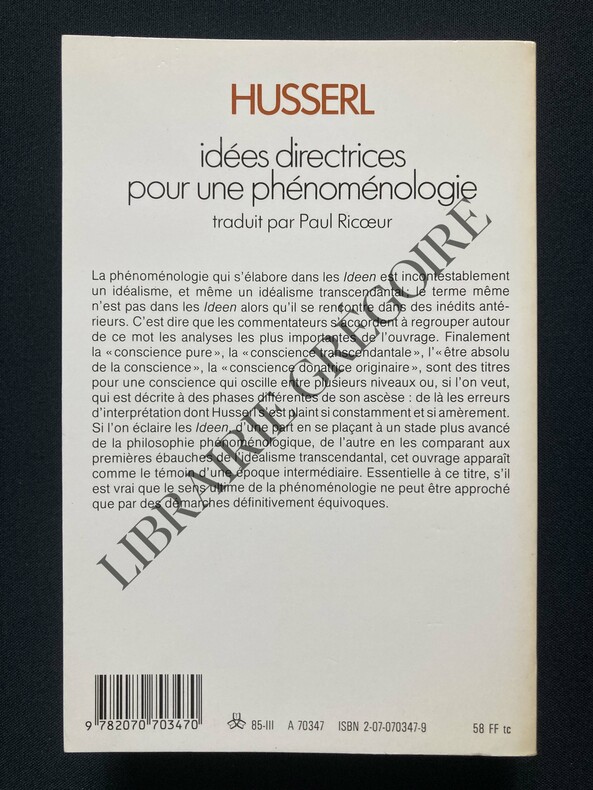 HUSSERL
idées directrices
pour une phénoménologie
traduit par Paul Ricœur
La phénoménologie qui s'élabore dans les Ideen est incontestablement
un idéalisme, et même un idéalisme transcendantal; le terme même
n'est pas dans les Ideen alors qu'il se rencontre dans des inédits anté-
rieurs. C'est dire que les commentateurs s'accordent à regrouper autour
de ce mot les analyses les plus importantes de l'ouvrage. Finalement
la «conscience pure», la «conscience transcendantale», l'«être absolu
de la conscience», la «conscience donatrice originaire», sont des titres
pour une conscience qui oscille entre plusieurs niveaux ou, si l'on veut,
qui est décrite à des phases différentes de son ascèse : de là les erreurs
d'interprétation dont Husserl s'est plaint si constamment et si amèrement.
Si l'on éclaire les Ideen, d'une part en se plaçant à un stade plus avancé
de la philosophie phénoménologique, de l'autre en les comparant aux
premières ébauches de l'idéalisme transcendantal, cet ouvrage apparaît
comme le témoin d'une époque intermédiaire. Essentielle à ce titre, s'il
est vrai que le sens ultime de la phénoménologie ne peut être approché
que par des démarches définitivement équivoques.
LIBRAIRIE GRÉGOIRE
9 782070 703470
85-III A 70347 ISBN 2-07-070347-9 58 FF tc